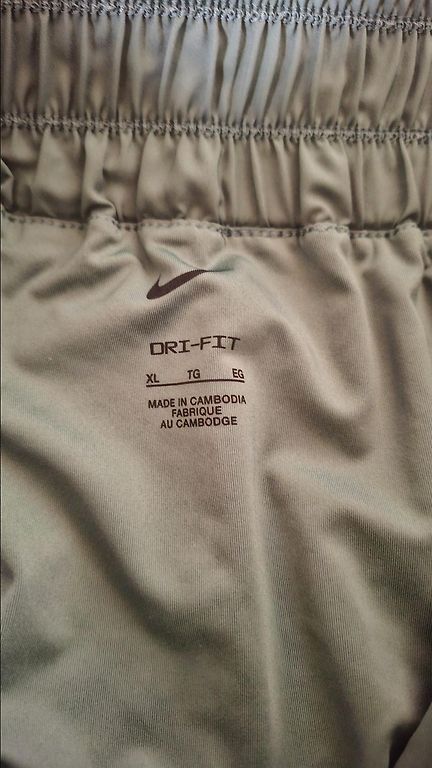 DRI-FIT
XL TG EG
MADE IN CAMBODIA
FABRIQUE
AU CAMBODGE